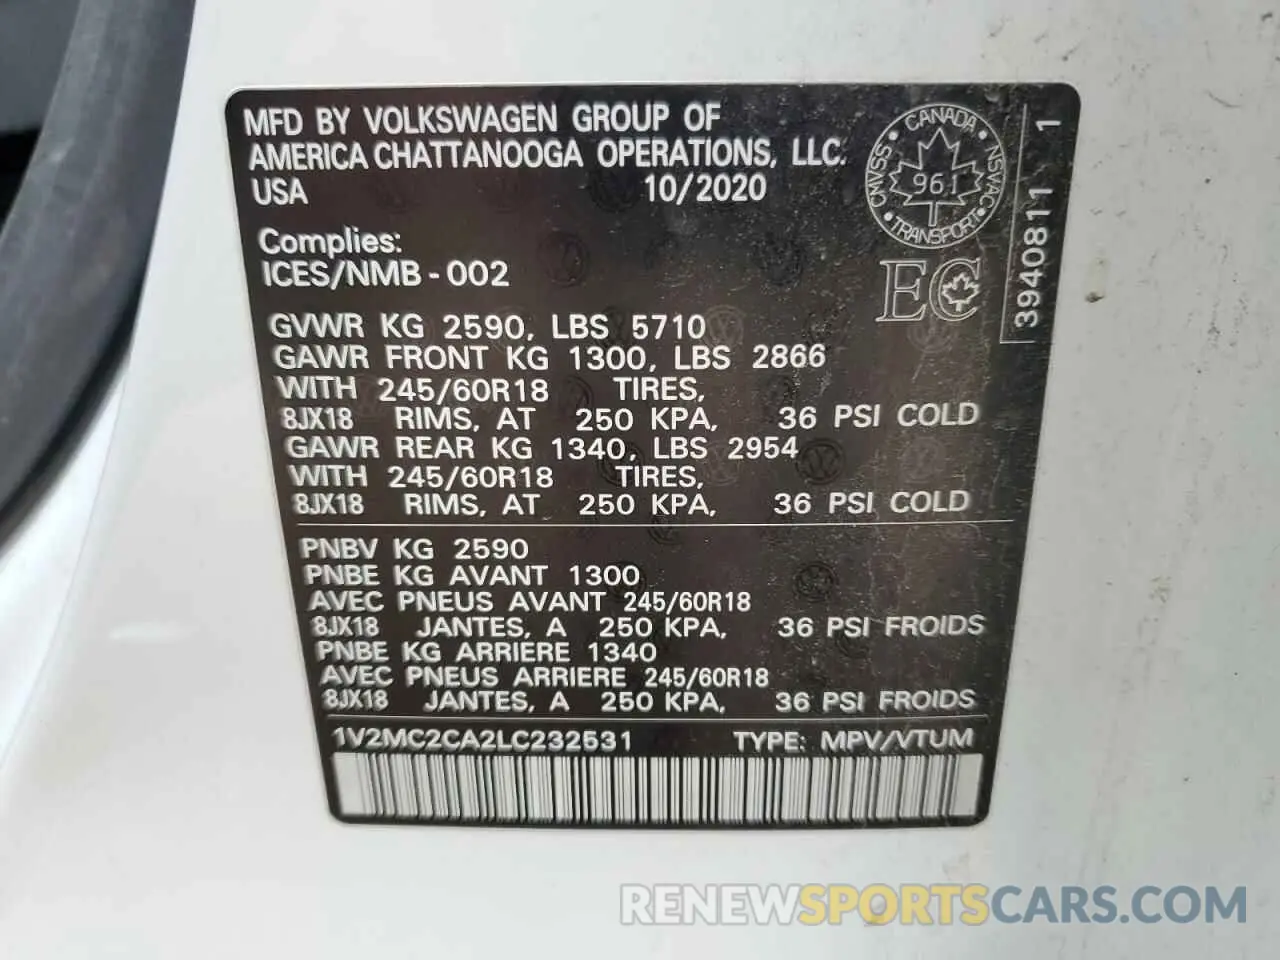 MFD BY VOLKSWAGEN GROUP OF
AMERICA CHATTANOOGA OPERATIONS, LLC.
USA 10/2020
CANADA
CMVSS NSVAC
961
TRANSPORT
3940811 1
Complies:
ICES/NMB-002
EC
GVWR KG 2590, LBS 5710
GAWR FRONT KG 1300, LBS 2866
WITH 245/60R18 TIRES,
8JX18 RIMS, AT 250 KPA, 36 PSI COLD
GAWR REAR KG 1340, LBS 2954
WITH 245/60R18 TIRES,
8JX18 RIMS, AT 250 KPA, 36 PSI COLD
PNBV KG 2590
PNBE KG AVANT 1300
AVEC PNEUS AVANT 245/60R18
8JX18 JANTES, A 250 KPA, 36 PSI FROIDS
PNBE KG ARRIERE 1340
AVEC PNEUS ARRIERE 245/60R18
8JX18 JANTES, A 250 KPA, 36 PSI FROIDS
1V2MC2CA2LC232531 TYPE: MPV/VTUM
RENEWSPORTSCARS.COM